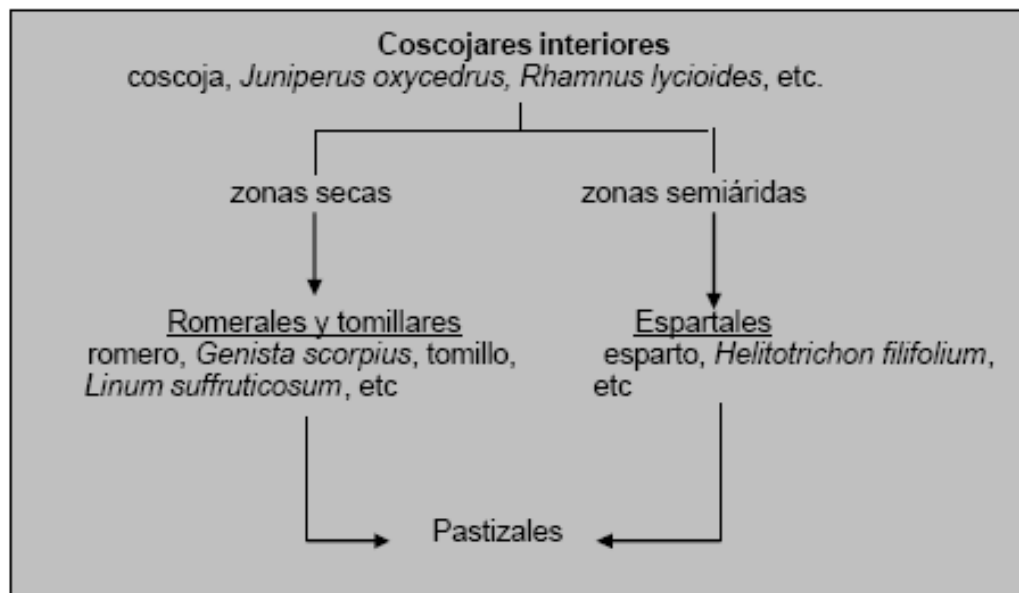 Coscojares interiores
coscoja, Juniperus oxycedrus, Rhamnus lycioides, etc.
zonas secas
zonas semiáridas
Romerales y tomillares
romero, Genista scorpius, tomillo,
Linum suffruticosum, etc
Espartales
esparto, Helitotrichon filifolium,
etc
Pastizales